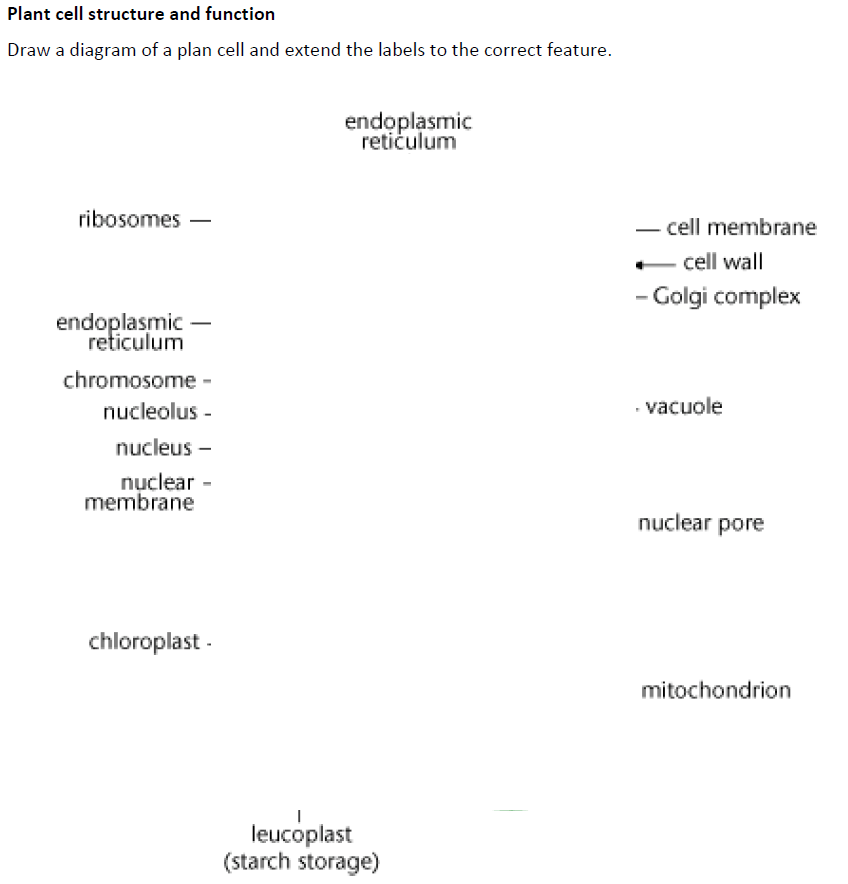 Plant cell structure and function
Draw a diagram of a plan cell and extend the labels to the correct feature.
endoplasmic
reticulum
ribosomes
cell membrane
cell wall
Golgi complex
endoplasmic
reticulum
chromosome
nucleolus
vacuole
nucleus
nuclear
membrane
nuclear pore
chloroplast
mitochondrion
leucoplast
(starch storage)